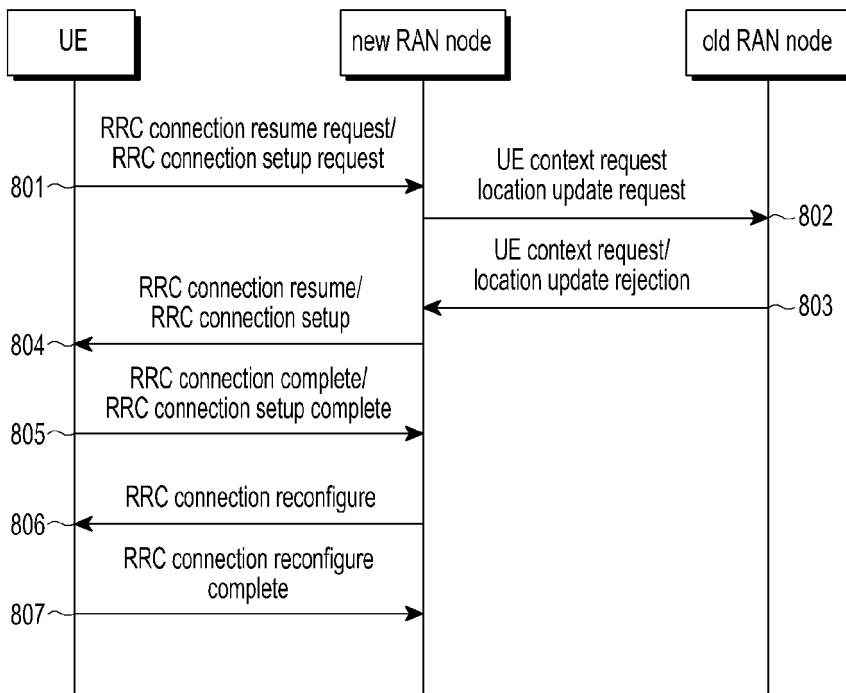 UE
new RAN node
old RAN node
RRC connection resume request/
RRC connection setup request
801
UE context request
location update request
802
UE context request/
location update rejection
803
RRC connection resume/
RRC connection setup
804
RRC connection complete/
RRC connection setup complete
805
RRC connection reconfigure
806
RRC connection reconfigure
complete
807